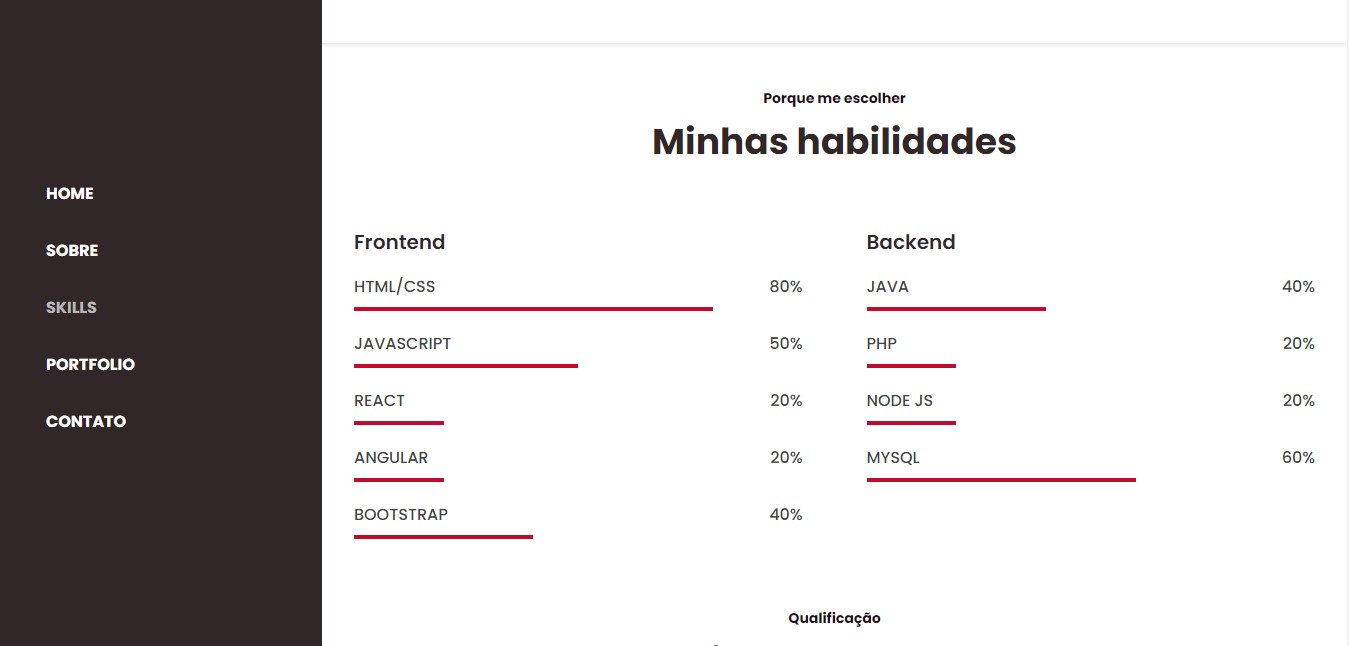 HOME
SOBRE
SKILLS
PORTFOLIO
CONTATO
Porque me escolher
Minhas habilidades
Frontend
HTML/CSS 80%
JAVASCRIPT 50%
REACT 20%
ANGULAR 20%
BOOTSTRAP 40%
Backend
JAVA 40%
PHP 20%
NODE JS 20%
MYSQL 60%
Qualificação